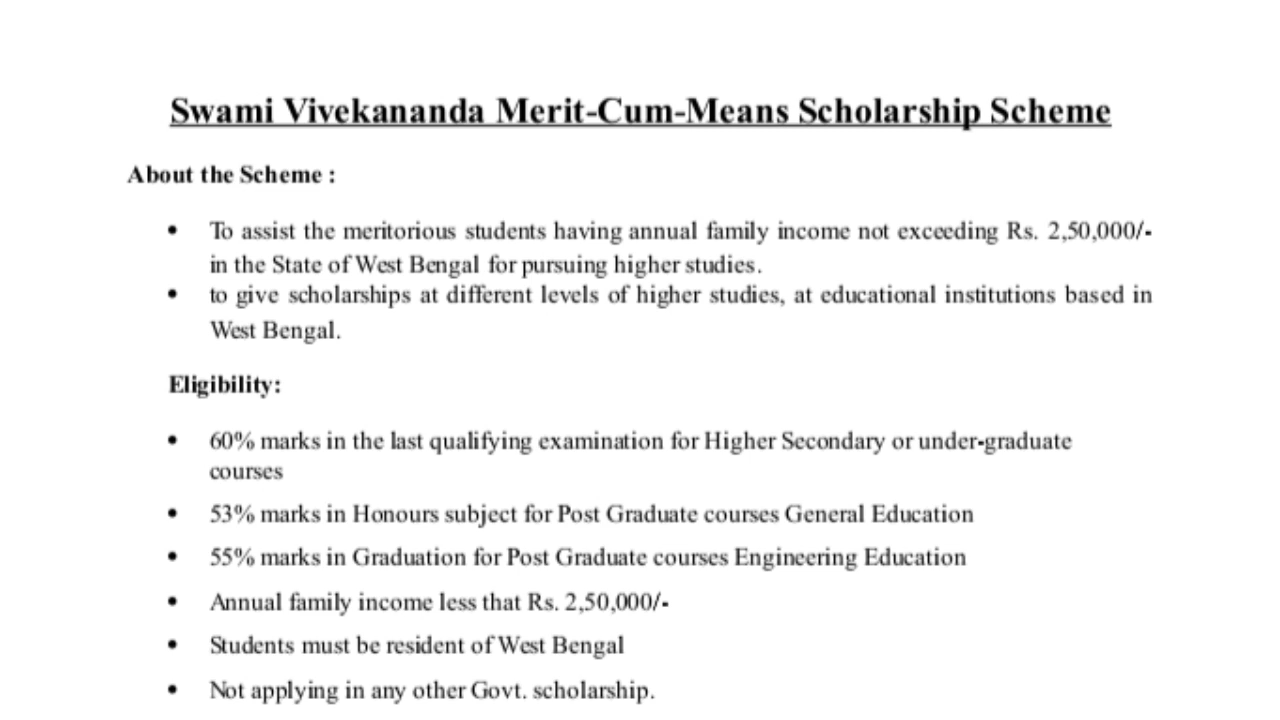 Swami Vivekananda Merit-Cum-Means Scholarship Scheme
About the Scheme :
• To assist the meritorious students having annual family income not exceeding Rs. 2,50,000/-
in the State of West Bengal for pursuing higher studies.
• to give scholarships at different levels of higher studies, at educational institutions based in
West Bengal.
Eligibility:
• 60% marks in the last qualifying examination for Higher Secondary or under-graduate
courses
• 53% marks in Honours subject for Post Graduate courses General Education
• 55% marks in Graduation for Post Graduate courses Engineering Education
• Annual family income less that Rs. 2,50,000/-
• Students must be resident of West Bengal
• Not applying in any other Govt. scholarship.